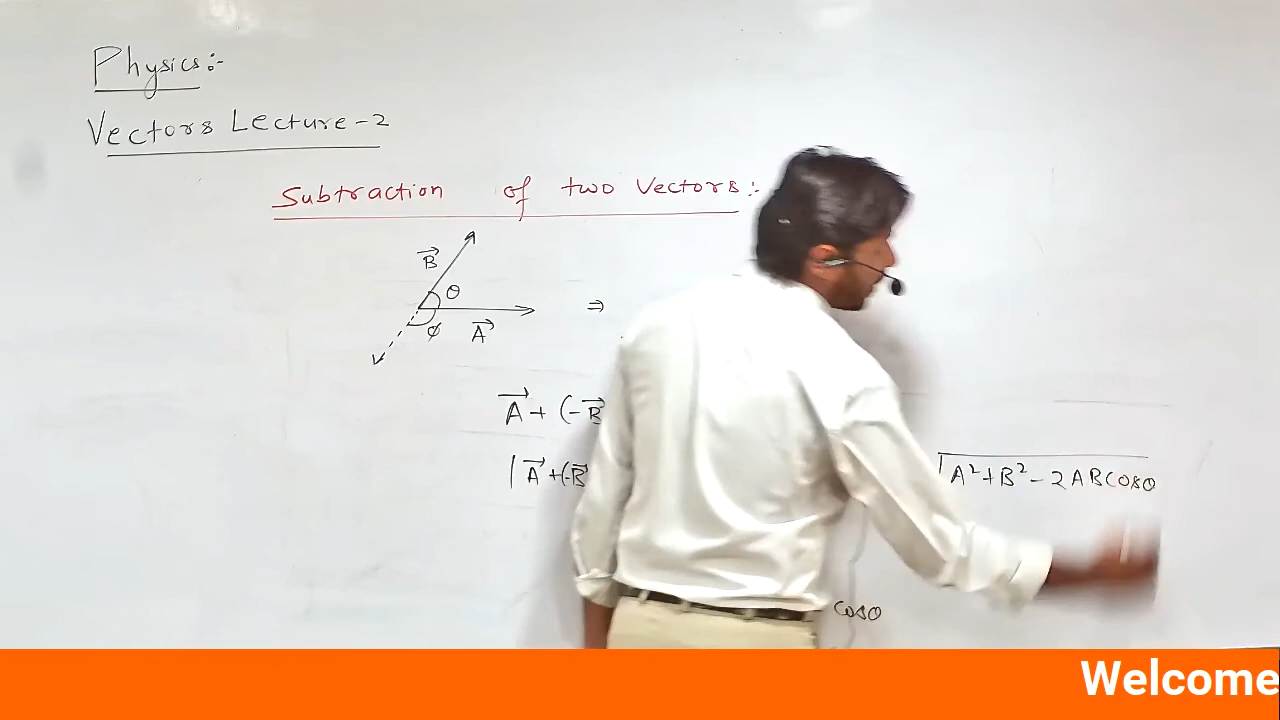 Physics:-
Vectors Lecture-2
Subtraction of two Vectors:-
B⃗
θ
⇒
ϕ
A⃗
A⃗ + (-B⃗
|A⃗ +(-B⃗
√A²+B²-2ABcosθ
cosθ
Welcome